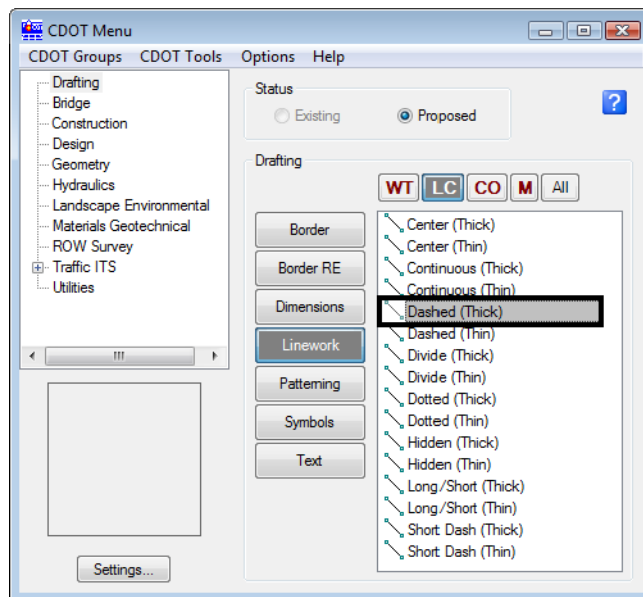 CDOT Menu
CDOT Groups CDOT Tools Options Help
Drafting
Bridge
Construction
Design
Geometry
Hydraulics
Landscape Environmental
Materials Geotechnical
ROW Survey
Traffic ITS
Utilities
Settings...
Status
Existing
Proposed
?
Drafting
WT LC CO M All
Border
Border RE
Dimensions
Linework
Patterning
Symbols
Text
Center (Thick)
Center (Thin)
Continuous (Thick)
Continuous (Thin)
Dashed (Thick)
Dashed (Thin)
Divide (Thick)
Divide (Thin)
Dotted (Thick)
Dotted (Thin)
Hidden (Thick)
Hidden (Thin)
Long/Short (Thick)
Long/Short (Thin)
Short Dash (Thick)
Short Dash (Thin)